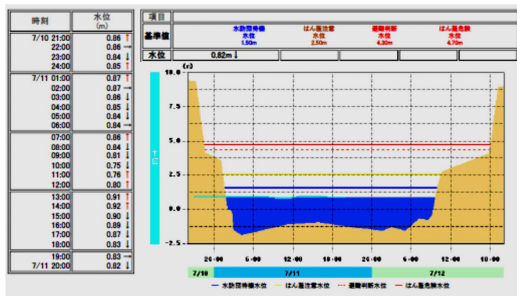 時刻 水位(m)
7/10 21:00 0.86 ↑
22:00 0.86 →
23:00 0.84 ↓
24:00 0.85 ↑
7/11 01:00 0.87 ↑
02:00 0.87 →
03:00 0.86 ↓
04:00 0.85 ↓
05:00 0.84 ↓
06:00 0.84 →
07:00 0.86 ↑
08:00 0.84 ↓
09:00 0.81 ↓
10:00 0.75 ↓
11:00 0.76 ↑
12:00 0.80 ↑
13:00 0.91 ↑
14:00 0.92 ↑
15:00 0.90 ↓
16:00 0.89 ↓
17:00 0.87 ↓
18:00 0.83 ↓
19:00 0.83 →
7/11 20:00 0.82 ↓
項目
基準値
水防団待機水位 1.50m
はん濫注意水位 2.50m
避難判断水位 4.30m
はん濫危険水位 4.70m
水位 0.82m↓
10.0
7.5
5.0
2.5
0.0
-2.5
24:00 6:00 12:00 18:00 24:00 6:00 12:00 18:00
7/10 7/11 7/12
水防団待機水位 はん濫注意水位 避難判断水位 はん濫危険水位